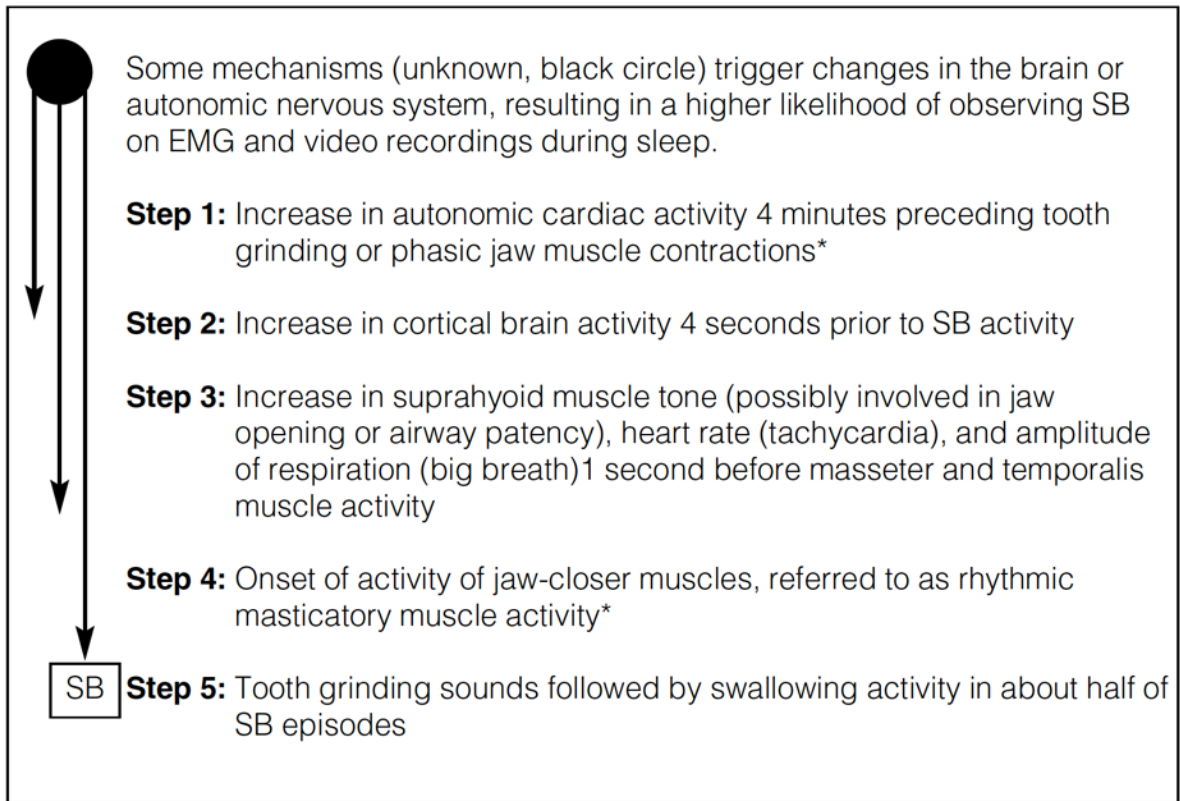 Some mechanisms (unknown, black circle) trigger changes in the brain or
autonomic nervous system, resulting in a higher likelihood of observing SB
on EMG and video recordings during sleep.
Step 1: Increase in autonomic cardiac activity 4 minutes preceding tooth
grinding or phasic jaw muscle contractions*
Step 2: Increase in cortical brain activity 4 seconds prior to SB activity
Step 3: Increase in suprahyoid muscle tone (possibly involved in jaw
opening or airway patency), heart rate (tachycardia), and amplitude
of respiration (big breath)1 second before masseter and temporalis
muscle activity
Step 4: Onset of activity of jaw-closer muscles, referred to as rhythmic
masticatory muscle activity*
SB Step 5: Tooth grinding sounds followed by swallowing activity in about half of
SB episodes